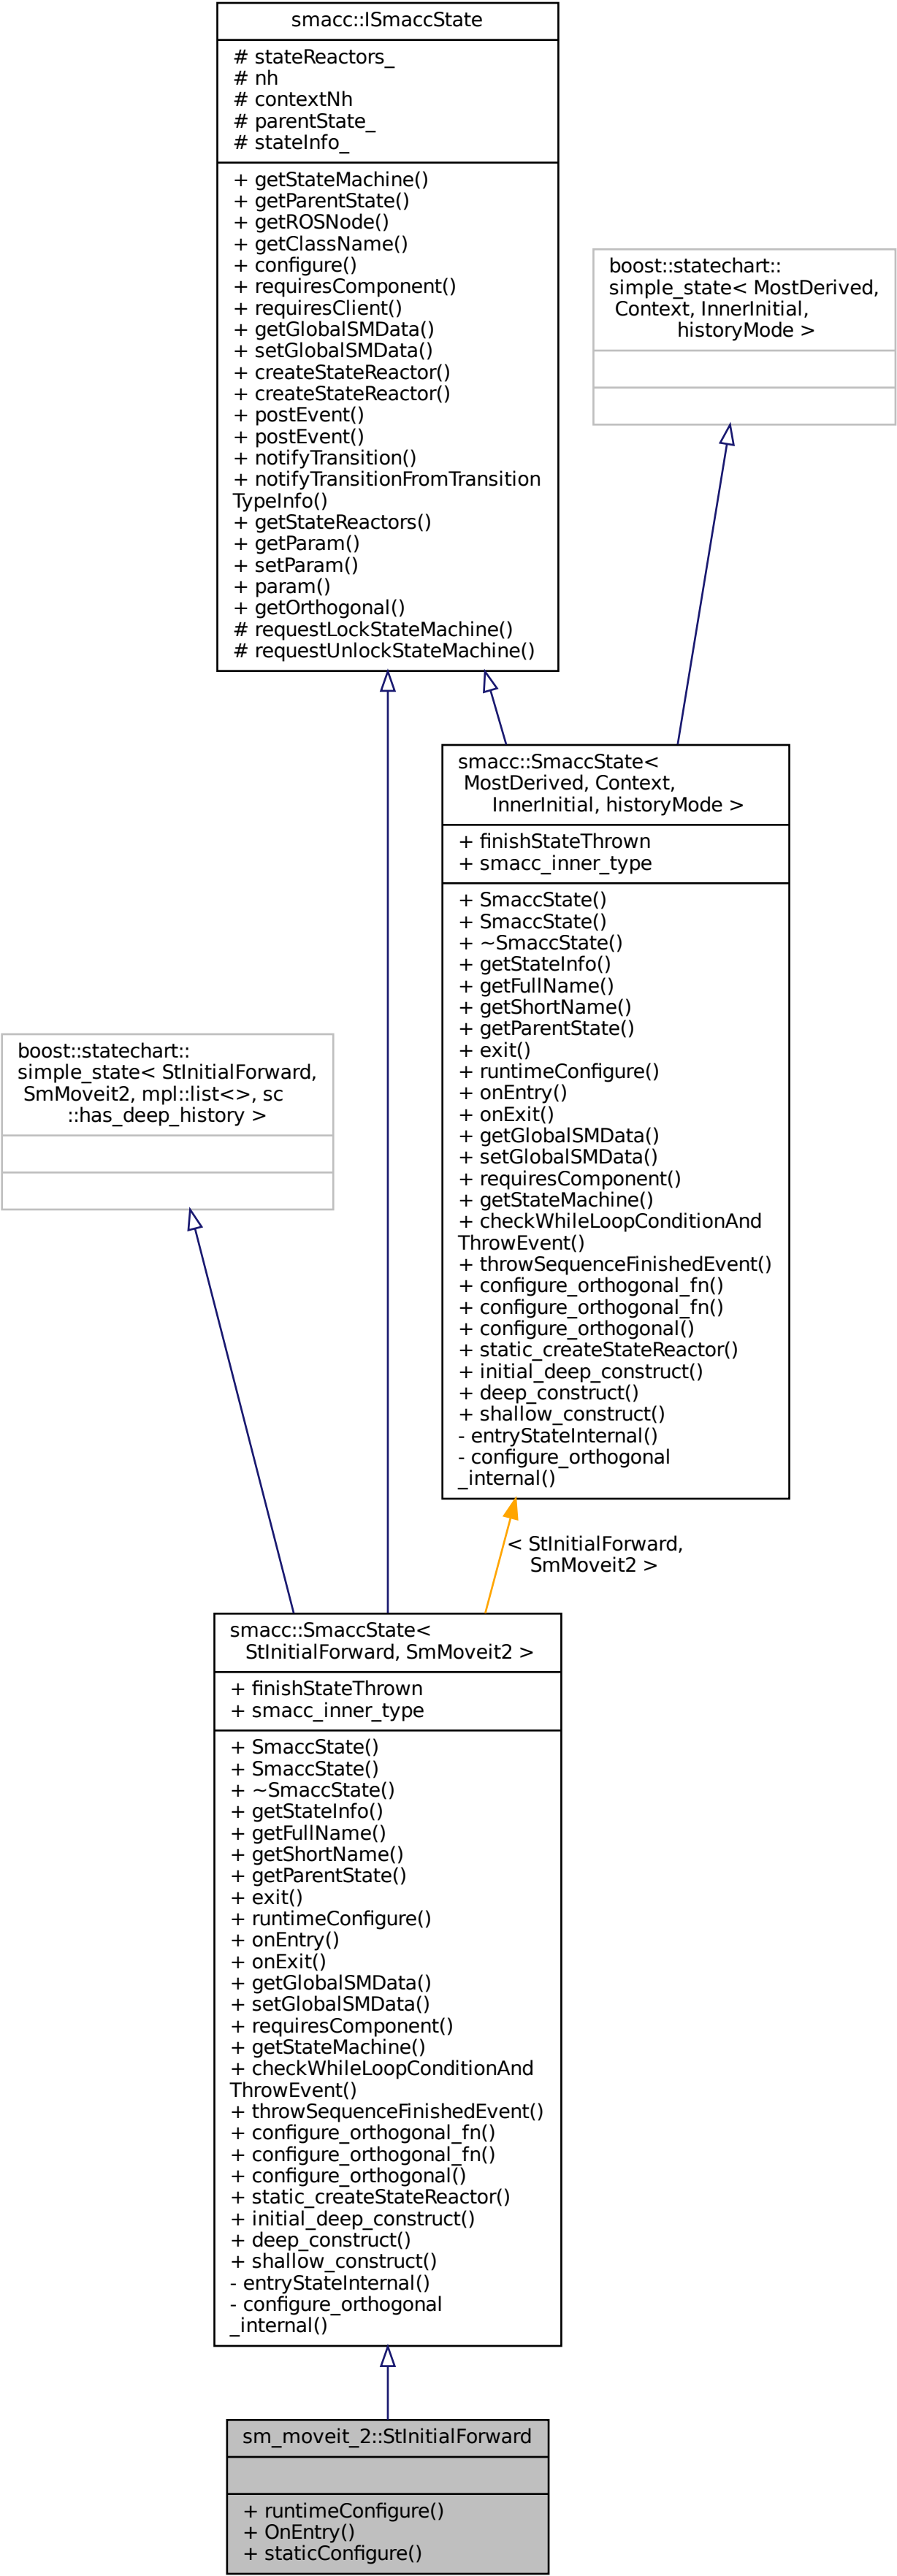 smacc::ISmaccState
# stateReactors_
# nh
# contextNh
# parentState_
# stateInfo_
+ getStateMachine()
+ getParentState()
+ getROSNode()
+ getClassName()
+ configure()
+ requiresComponent()
+ requiresClient()
+ getGlobalSMData()
+ setGlobalSMData()
+ createStateReactor()
+ createStateReactor()
+ postEvent()
+ postEvent()
+ notifyTransition()
+ notifyTransitionFromTransition
TypeInfo()
+ getStateReactors()
+ getParam()
+ setParam()
+ param()
+ getOrthogonal()
# requestLockStateMachine()
# requestUnlockStateMachine()
boost::statechart::
simple_state< MostDerived,
Context, InnerInitial,
historyMode >
smacc::SmaccState<
MostDerived, Context,
InnerInitial, historyMode >
+ finishStateThrown
+ smacc_inner_type
+ SmaccState()
+ SmaccState()
+ ~SmaccState()
+ getStateInfo()
+ getFullName()
+ getShortName()
+ getParentState()
+ exit()
+ runtimeConfigure()
+ onEntry()
+ onExit()
+ getGlobalSMData()
+ setGlobalSMData()
+ requiresComponent()
+ getStateMachine()
+ checkWhileLoopConditionAnd
ThrowEvent()
+ throwSequenceFinishedEvent()
+ configure_orthogonal_fn()
+ configure_orthogonal_fn()
+ configure_orthogonal()
+ static_createStateReactor()
+ initial_deep_construct()
+ deep_construct()
+ shallow_construct()
- entryStateInternal()
- configure_orthogonal
_internal()
boost::statechart::
simple_state< StInitialForward,
SmMoveit2, mpl::list<>, sc
::has_deep_history >
< StInitialForward,
SmMoveit2 >
smacc::SmaccState<
StInitialForward, SmMoveit2 >
+ finishStateThrown
+ smacc_inner_type
+ SmaccState()
+ SmaccState()
+ ~SmaccState()
+ getStateInfo()
+ getFullName()
+ getShortName()
+ getParentState()
+ exit()
+ runtimeConfigure()
+ onEntry()
+ onExit()
+ getGlobalSMData()
+ setGlobalSMData()
+ requiresComponent()
+ getStateMachine()
+ checkWhileLoopConditionAnd
ThrowEvent()
+ throwSequenceFinishedEvent()
+ configure_orthogonal_fn()
+ configure_orthogonal_fn()
+ configure_orthogonal()
+ static_createStateReactor()
+ initial_deep_construct()
+ deep_construct()
+ shallow_construct()
- entryStateInternal()
- configure_orthogonal
_internal()
sm_moveit_2::StInitialForward
+ runtimeConfigure()
+ OnEntry()
+ staticConfigure()